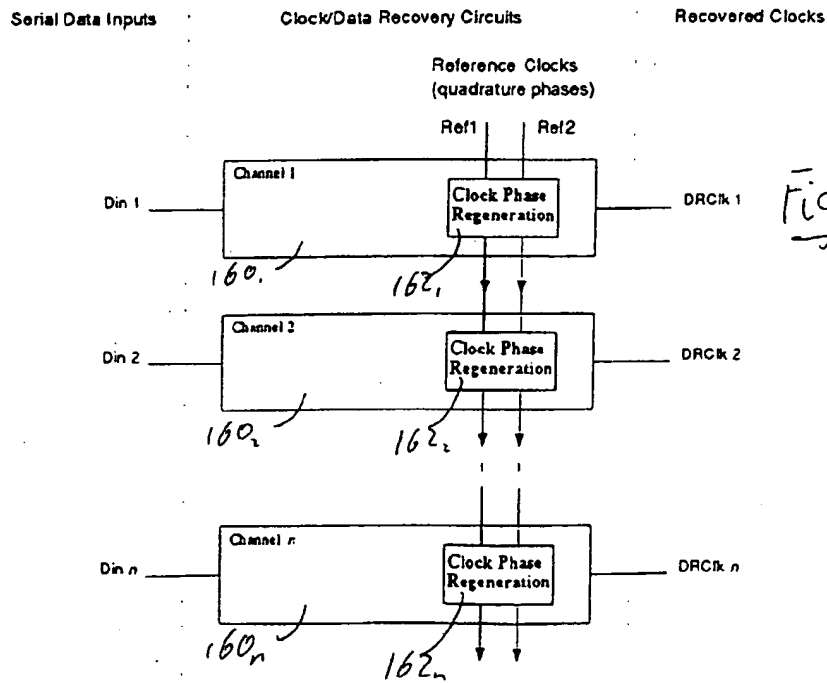 Serial Data Inputs
Clock/Data Recovery Circuits
Recovered Clocks
Reference Clocks
(quadrature phases)
Ref1
Ref2
Channel 1
Clock Phase
Regeneration
Din 1
DRClk 1
160₁
162₁
Channel 2
Clock Phase
Regeneration
Din 2
DRClk 2
160₂
162₂
Channel n
Clock Phase
Regeneration
Din n
DRClk n
160ₙ
162ₙ